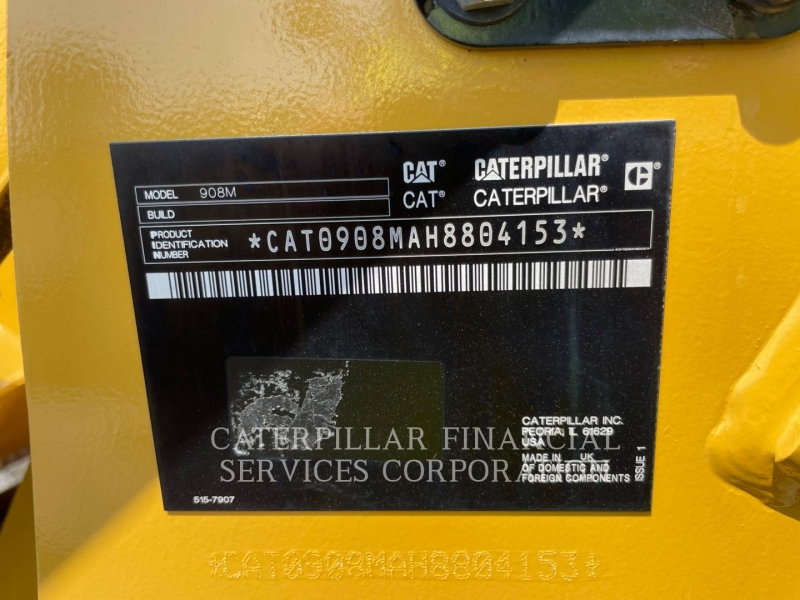 CAT® CATERPILLAR®
CAT® CATERPILLAR®
MODEL 908M
BUILD
PRODUCT
IDENTIFICATION
NUMBER
*CAT0908MAH8804153*
CATERPILLAR INC.
PEORIA, IL 61629
USA
MADE IN UK
OF DOMESTIC AND
FOREIGN COMPONENTS
ISSUE 1
CATERPILLAR FINANCIAL
SERVICES CORPORATION
515-7907
*CAT0908MAH8804153*